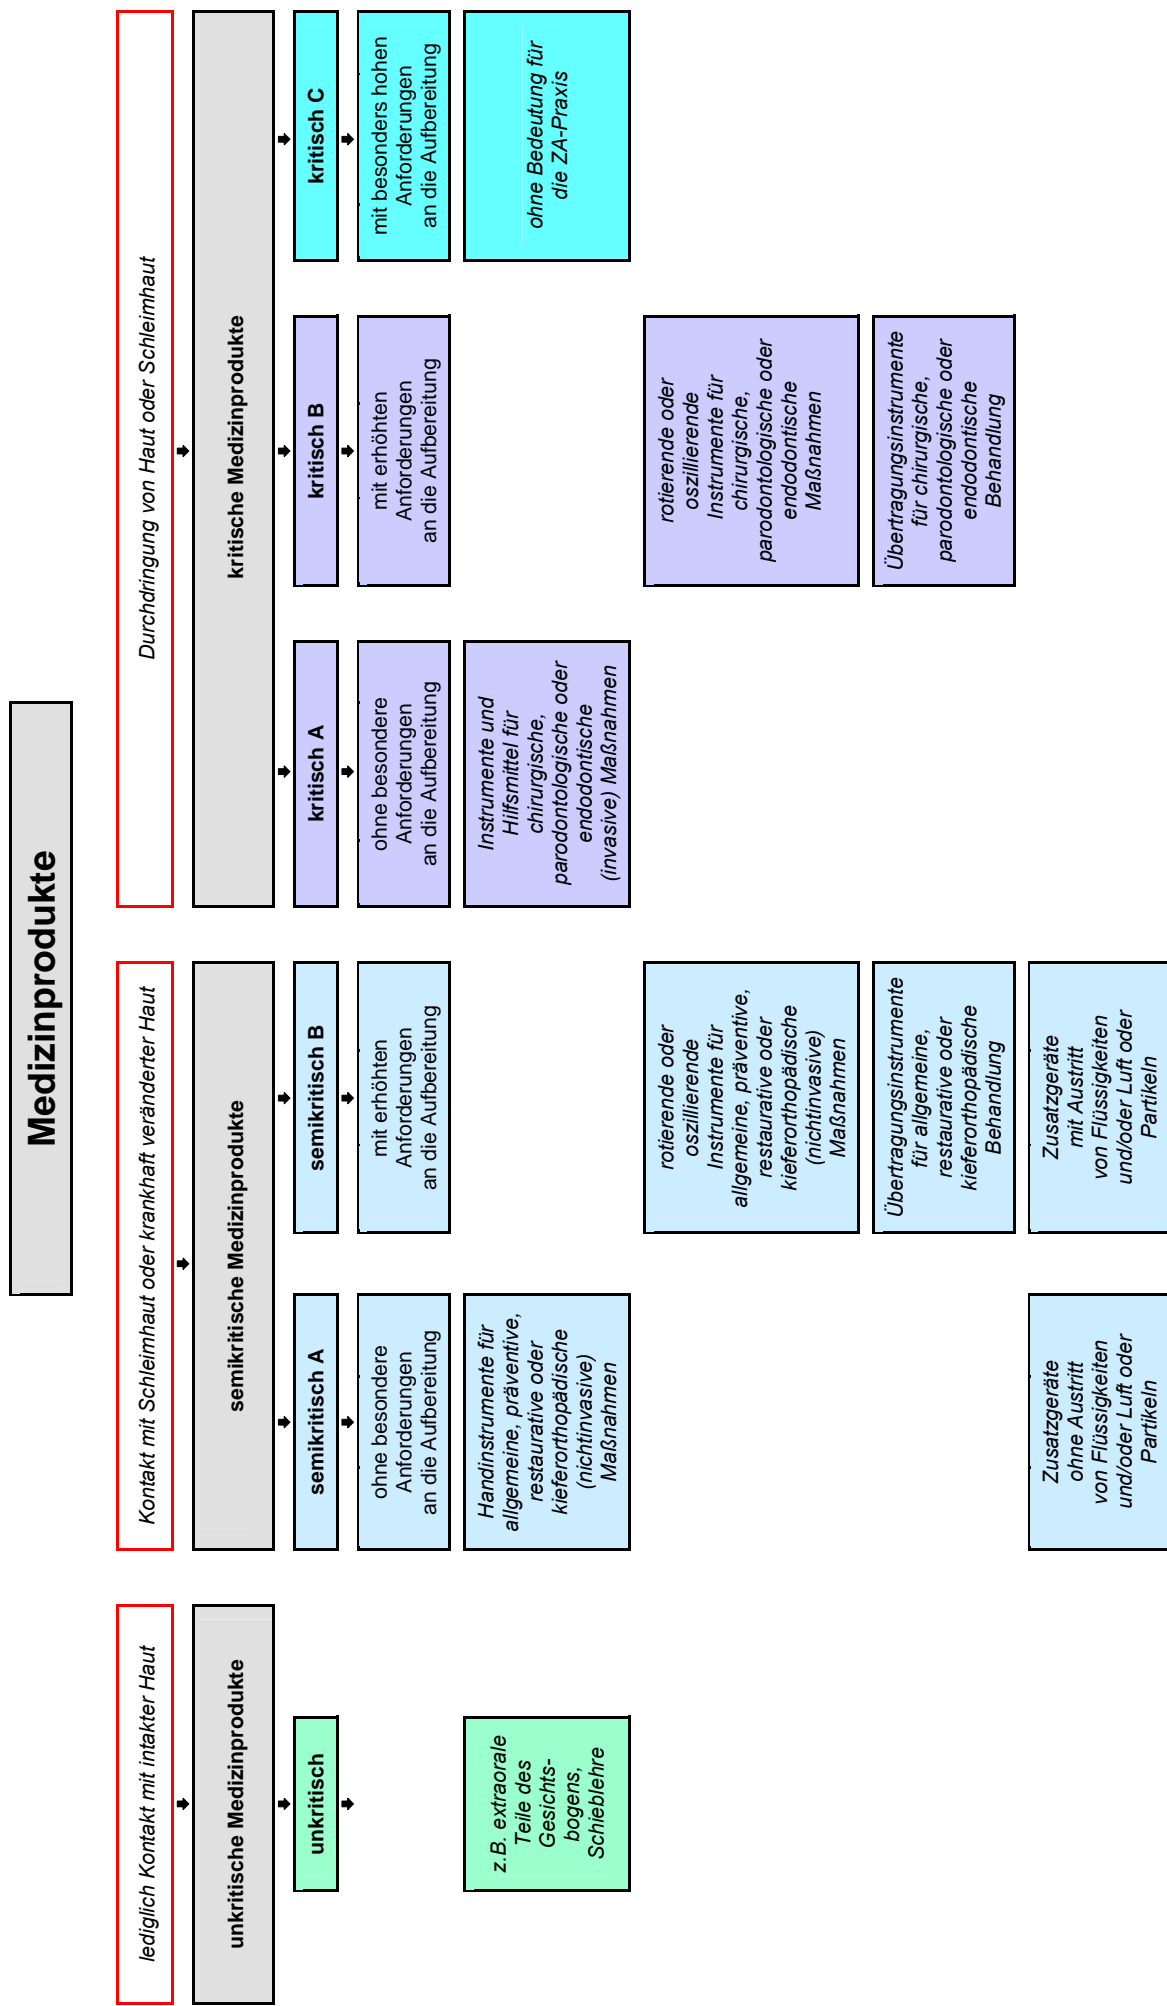 Medizinprodukte
lediglich Kontakt mit intakter Haut
Kontakt mit Schleimhaut oder krankhaft veränderter Haut
Durchdringung von Haut oder Schleimhaut
unkritische Medizinprodukte
semikritische Medizinprodukte
kritische Medizinprodukte
unkritisch
semikritisch A
semikritisch B
kritisch A
kritisch B
kritisch C
ohne besondere
Anforderungen
an die Aufbereitung
mit erhöhten
Anforderungen
an die Aufbereitung
ohne besondere
Anforderungen
an die Aufbereitung
mit erhöhten
Anforderungen
an die Aufbereitung
mit besonders hohen
Anforderungen
an die Aufbereitung
z.B. extraorale
Teile des
Gesichts-
bogens,
Schieblehre
Handinstrumente für
allgemeine, präventive,
restaurative oder
kieferorthopädische
(nichtinvasive)
Maßnahmen
Instrumente und
Hilfsmittel für
chirurgische,
parodontologische oder
endodontische
(invasive) Maßnahmen
ohne Bedeutung für
die ZA-Praxis
rotierende oder
oszillierende
Instrumente für
allgemeine, präventive,
restaurative oder
kieferorthopädische
(nichtinvasive)
Maßnahmen
rotierende oder
oszillierende
Instrumente für
chirurgische,
parodontologische oder
endodontische
Maßnahmen
Übertragungsinstrumente
für allgemeine,
restaurative oder
kieferorthopädische
Behandlung
Übertragungsinstrumente
für chirurgische,
parodontologische oder
endodontische
Behandlung
Zusatzgeräte
ohne Austritt
von Flüssigkeiten
und/oder Luft oder
Partikeln
Zusatzgeräte
mit Austritt
von Flüssigkeiten
und/oder Luft oder
Partikeln